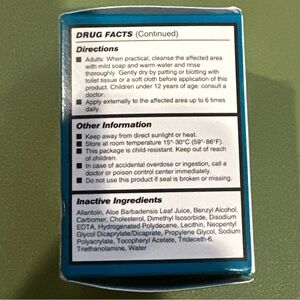 DRUG FACTS (Continued)
Directions
Adults: When practical, cleanse the affected area
with mild soap and warm water and rinse
thoroughly. Gently dry by patting or blotting with
toilet tissue or a soft cloth before application of this
product. Children under 12 years of age: consult a
doctor.
Apply externally to the affected area up to 6 times
daily.
Other Information
Keep away from direct sunlight or heat.
Store at room temperature 15°-30°C (59°-86°F).
This package is child-resistant. Keep out of reach
of children.
In case of accidental overdose or ingestion, call a
doctor or poison control center immediately.
Do not use this product if seal is broken or missing.
Inactive Ingredients
Allantoin, Aloe Barbadensis Leaf Juice, Benzyl Alcohol,
Carbomer, Cholesterol, Dimethyl Isosorbide, Disodium
EDTA, Hydrogenated Polydecene, Lecithin, Neopentyl
Glycol Dicaprylate/Dicaprate, Propylene Glycol, Sodium
Polyacrylate, Tocopheryl Acetate, Trideceth-6,
Triethanolamine, Water